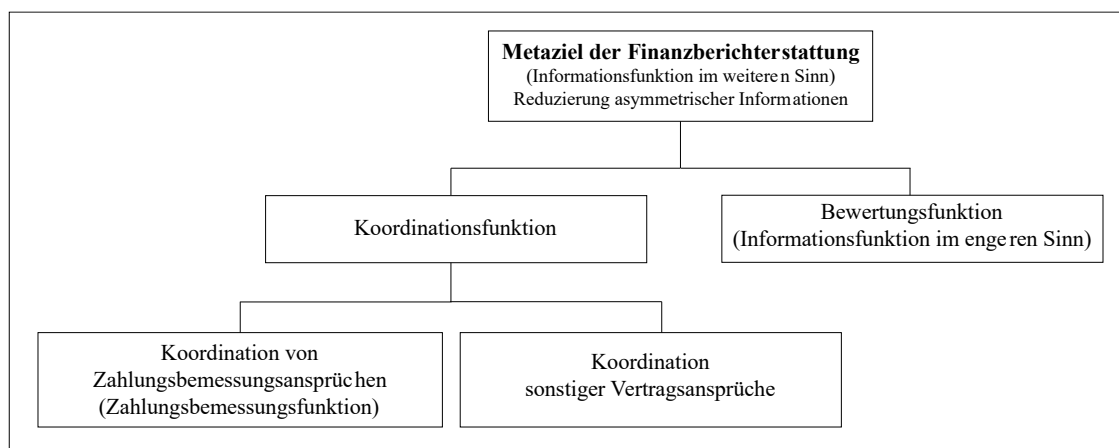 Metaziel der Finanzberichterstattung
(Informationsfunktion im weiteren Sinn)
Reduzierung asymmetrischer Informationen
Koordinationsfunktion
Bewertungsfunktion
(Informationsfunktion im engeren Sinn)
Koordination von
Zahlungsbemessungsansprüchen
(Zahlungsbemessungsfunktion)
Koordination
sonstiger Vertragsansprüche